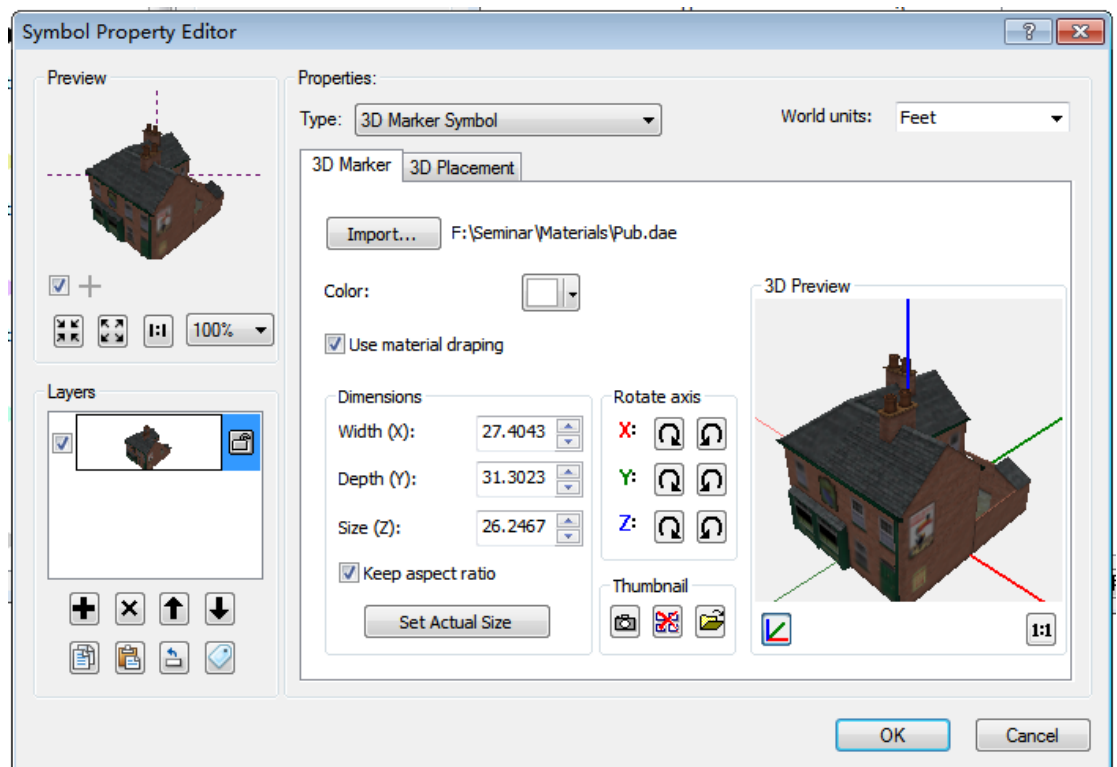 Symbol Property Editor
Preview
100%
Layers
Properties:
Type: 3D Marker Symbol
World units: Feet
3D Marker 3D Placement
Import... F:\Seminar\Materials\Pub.dae
Color:
Use material draping
Dimensions
Width (X): 27.4043
Depth (Y): 31.3023
Size (Z): 26.2467
Keep aspect ratio
Set Actual Size
Rotate axis
X:
Y:
Z:
Thumbnail
3D Preview
1:1
OK Cancel